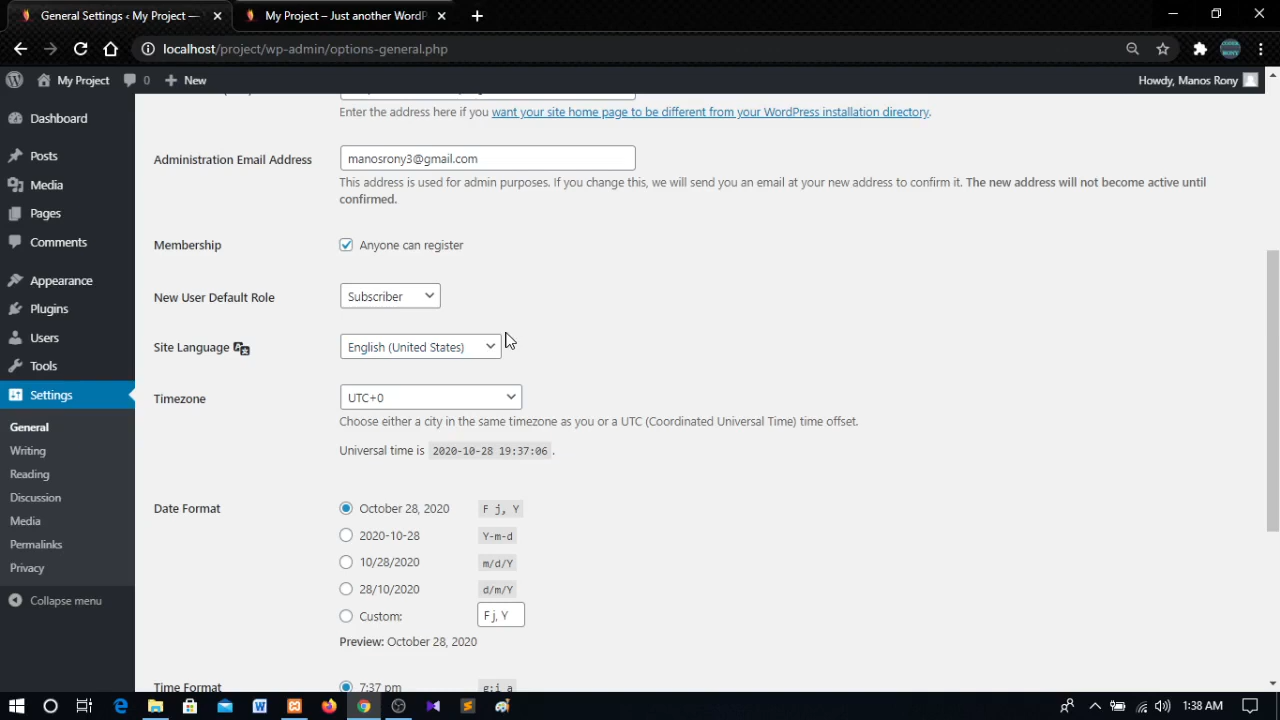 General Settings ‹ My Project —
My Project – Just another WordP
localhost/project/wp-admin/options-general.php
My Project
0
New
Howdy, Manos Rony
Dashboard
Posts
Media
Pages
Comments
Appearance
Plugins
Users
Tools
Settings
General
Writing
Reading
Discussion
Media
Permalinks
Privacy
Collapse menu
Enter the address here if you want your site home page to be different from your WordPress installation directory.
Administration Email Address
manosrony3@gmail.com
This address is used for admin purposes. If you change this, we will send you an email at your new address to confirm it. The new address will not become active until
confirmed.
Membership
Anyone can register
New User Default Role
Subscriber
Site Language
English (United States)
Timezone
UTC+0
Choose either a city in the same timezone as you or a UTC (Coordinated Universal Time) time offset.
Universal time is 2020-10-28 19:37:06 .
Date Format
October 28, 2020 F j, Y
2020-10-28 Y-m-d
10/28/2020 m/d/Y
28/10/2020 d/m/Y
Custom: F j, Y
Preview: October 28, 2020
Time Format
7:37 pm g:i a
1:38 AM